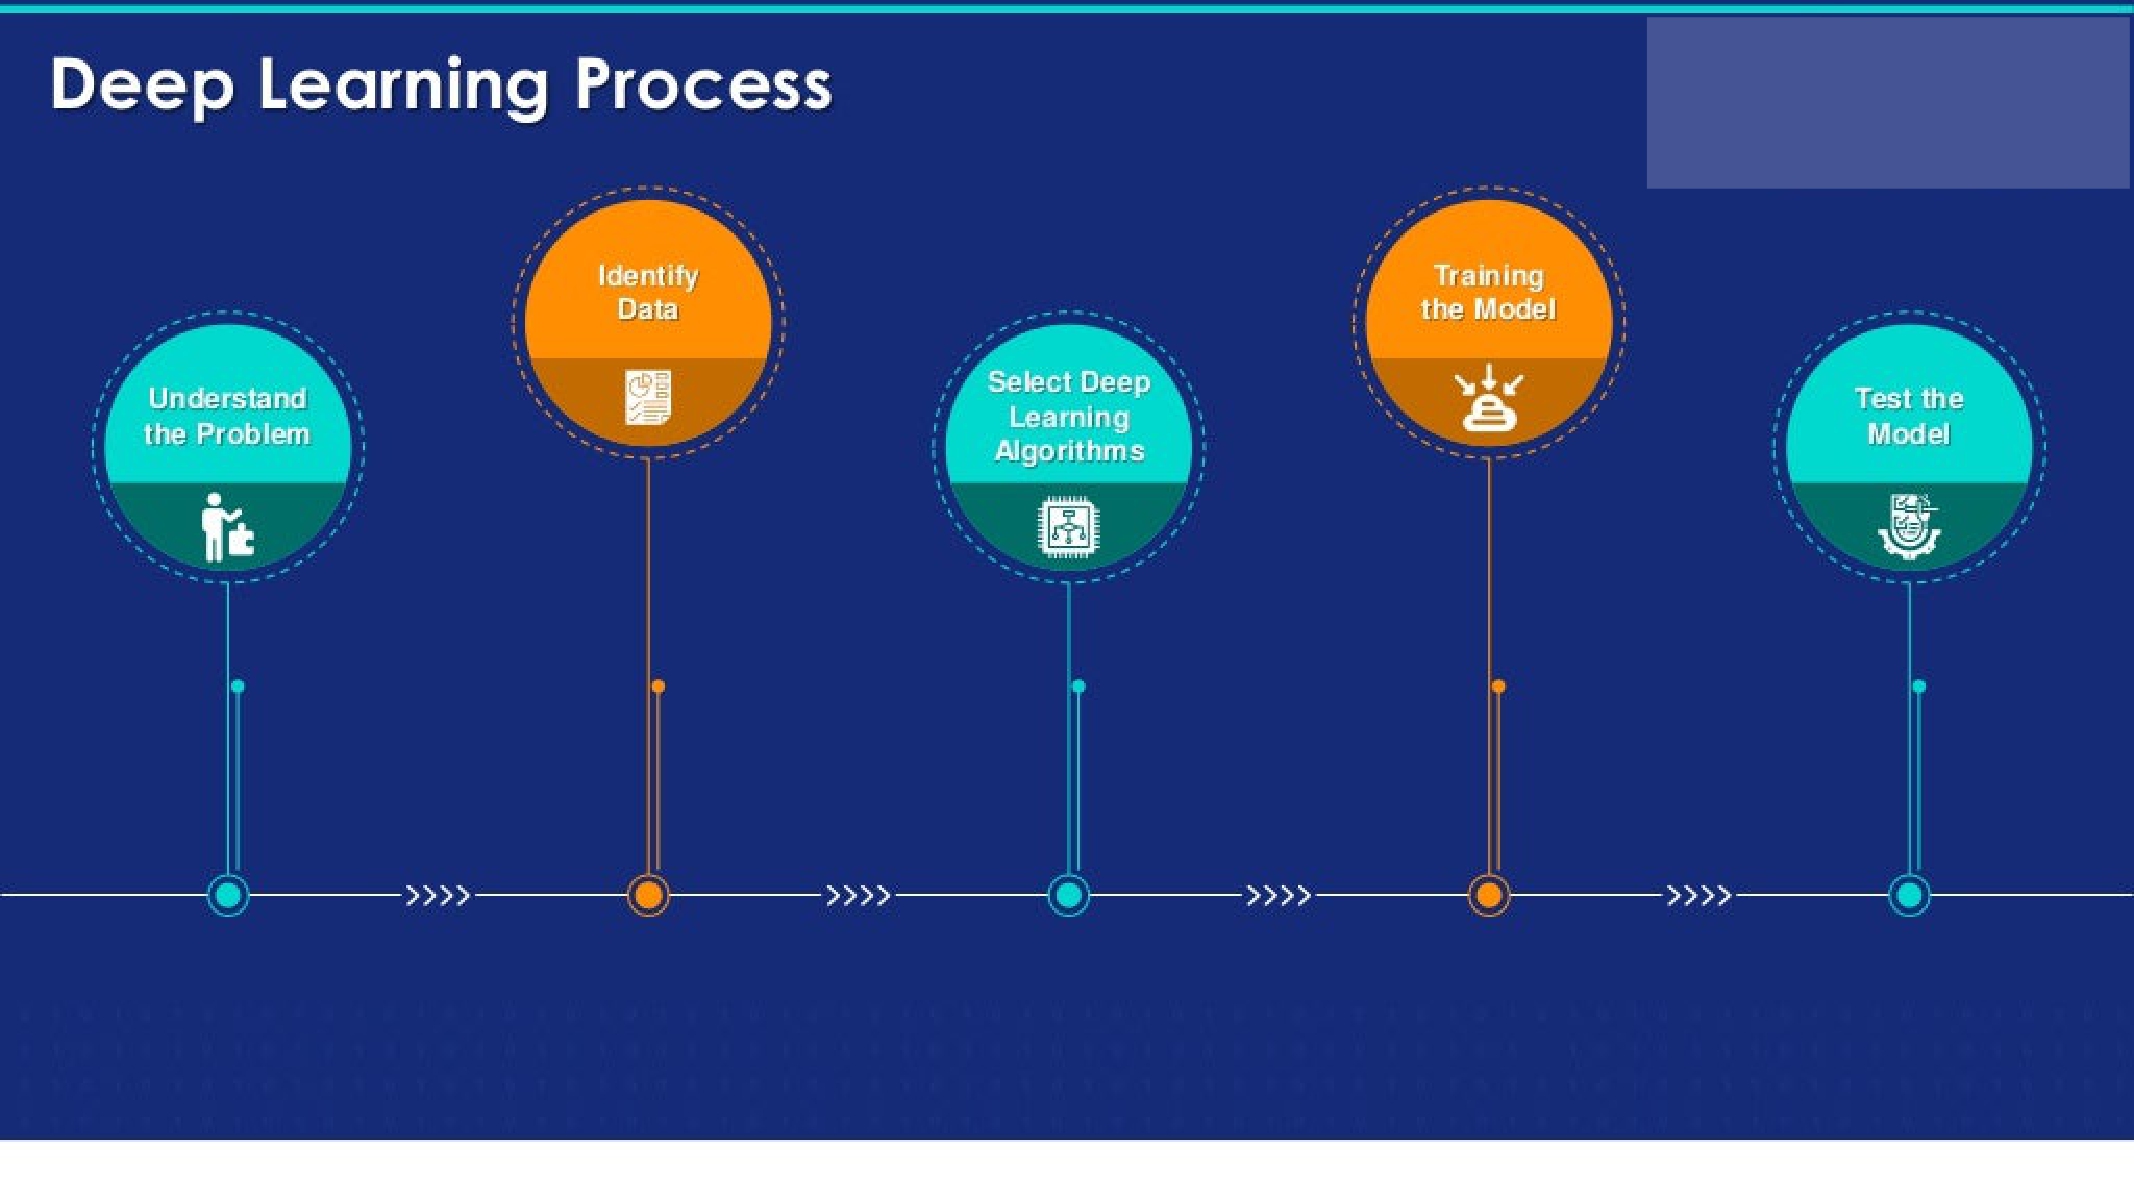 Deep Learning Process
Understand
the Problem
Identify
Data
Select Deep
Learning
Algorithms
Training
the Model
Test the
Model